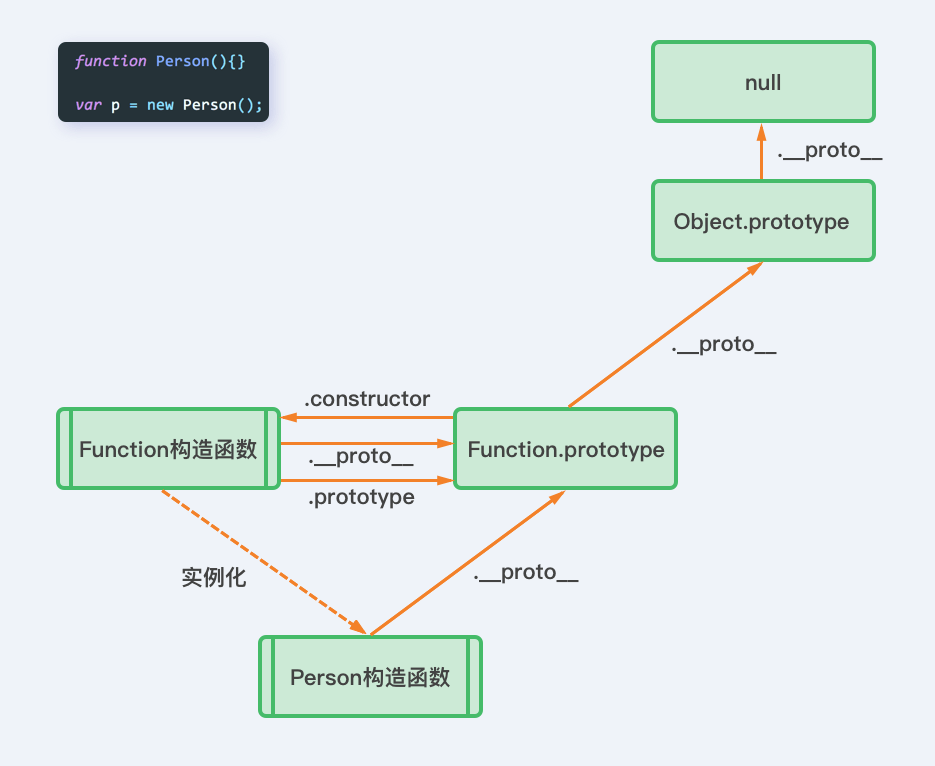 function Person(){}
var p = new Person();
null
.__proto__
Object.prototype
.__proto__
.constructor
Function构造函数
Function.prototype
.__proto__
.prototype
实例化
.__proto__
Person构造函数